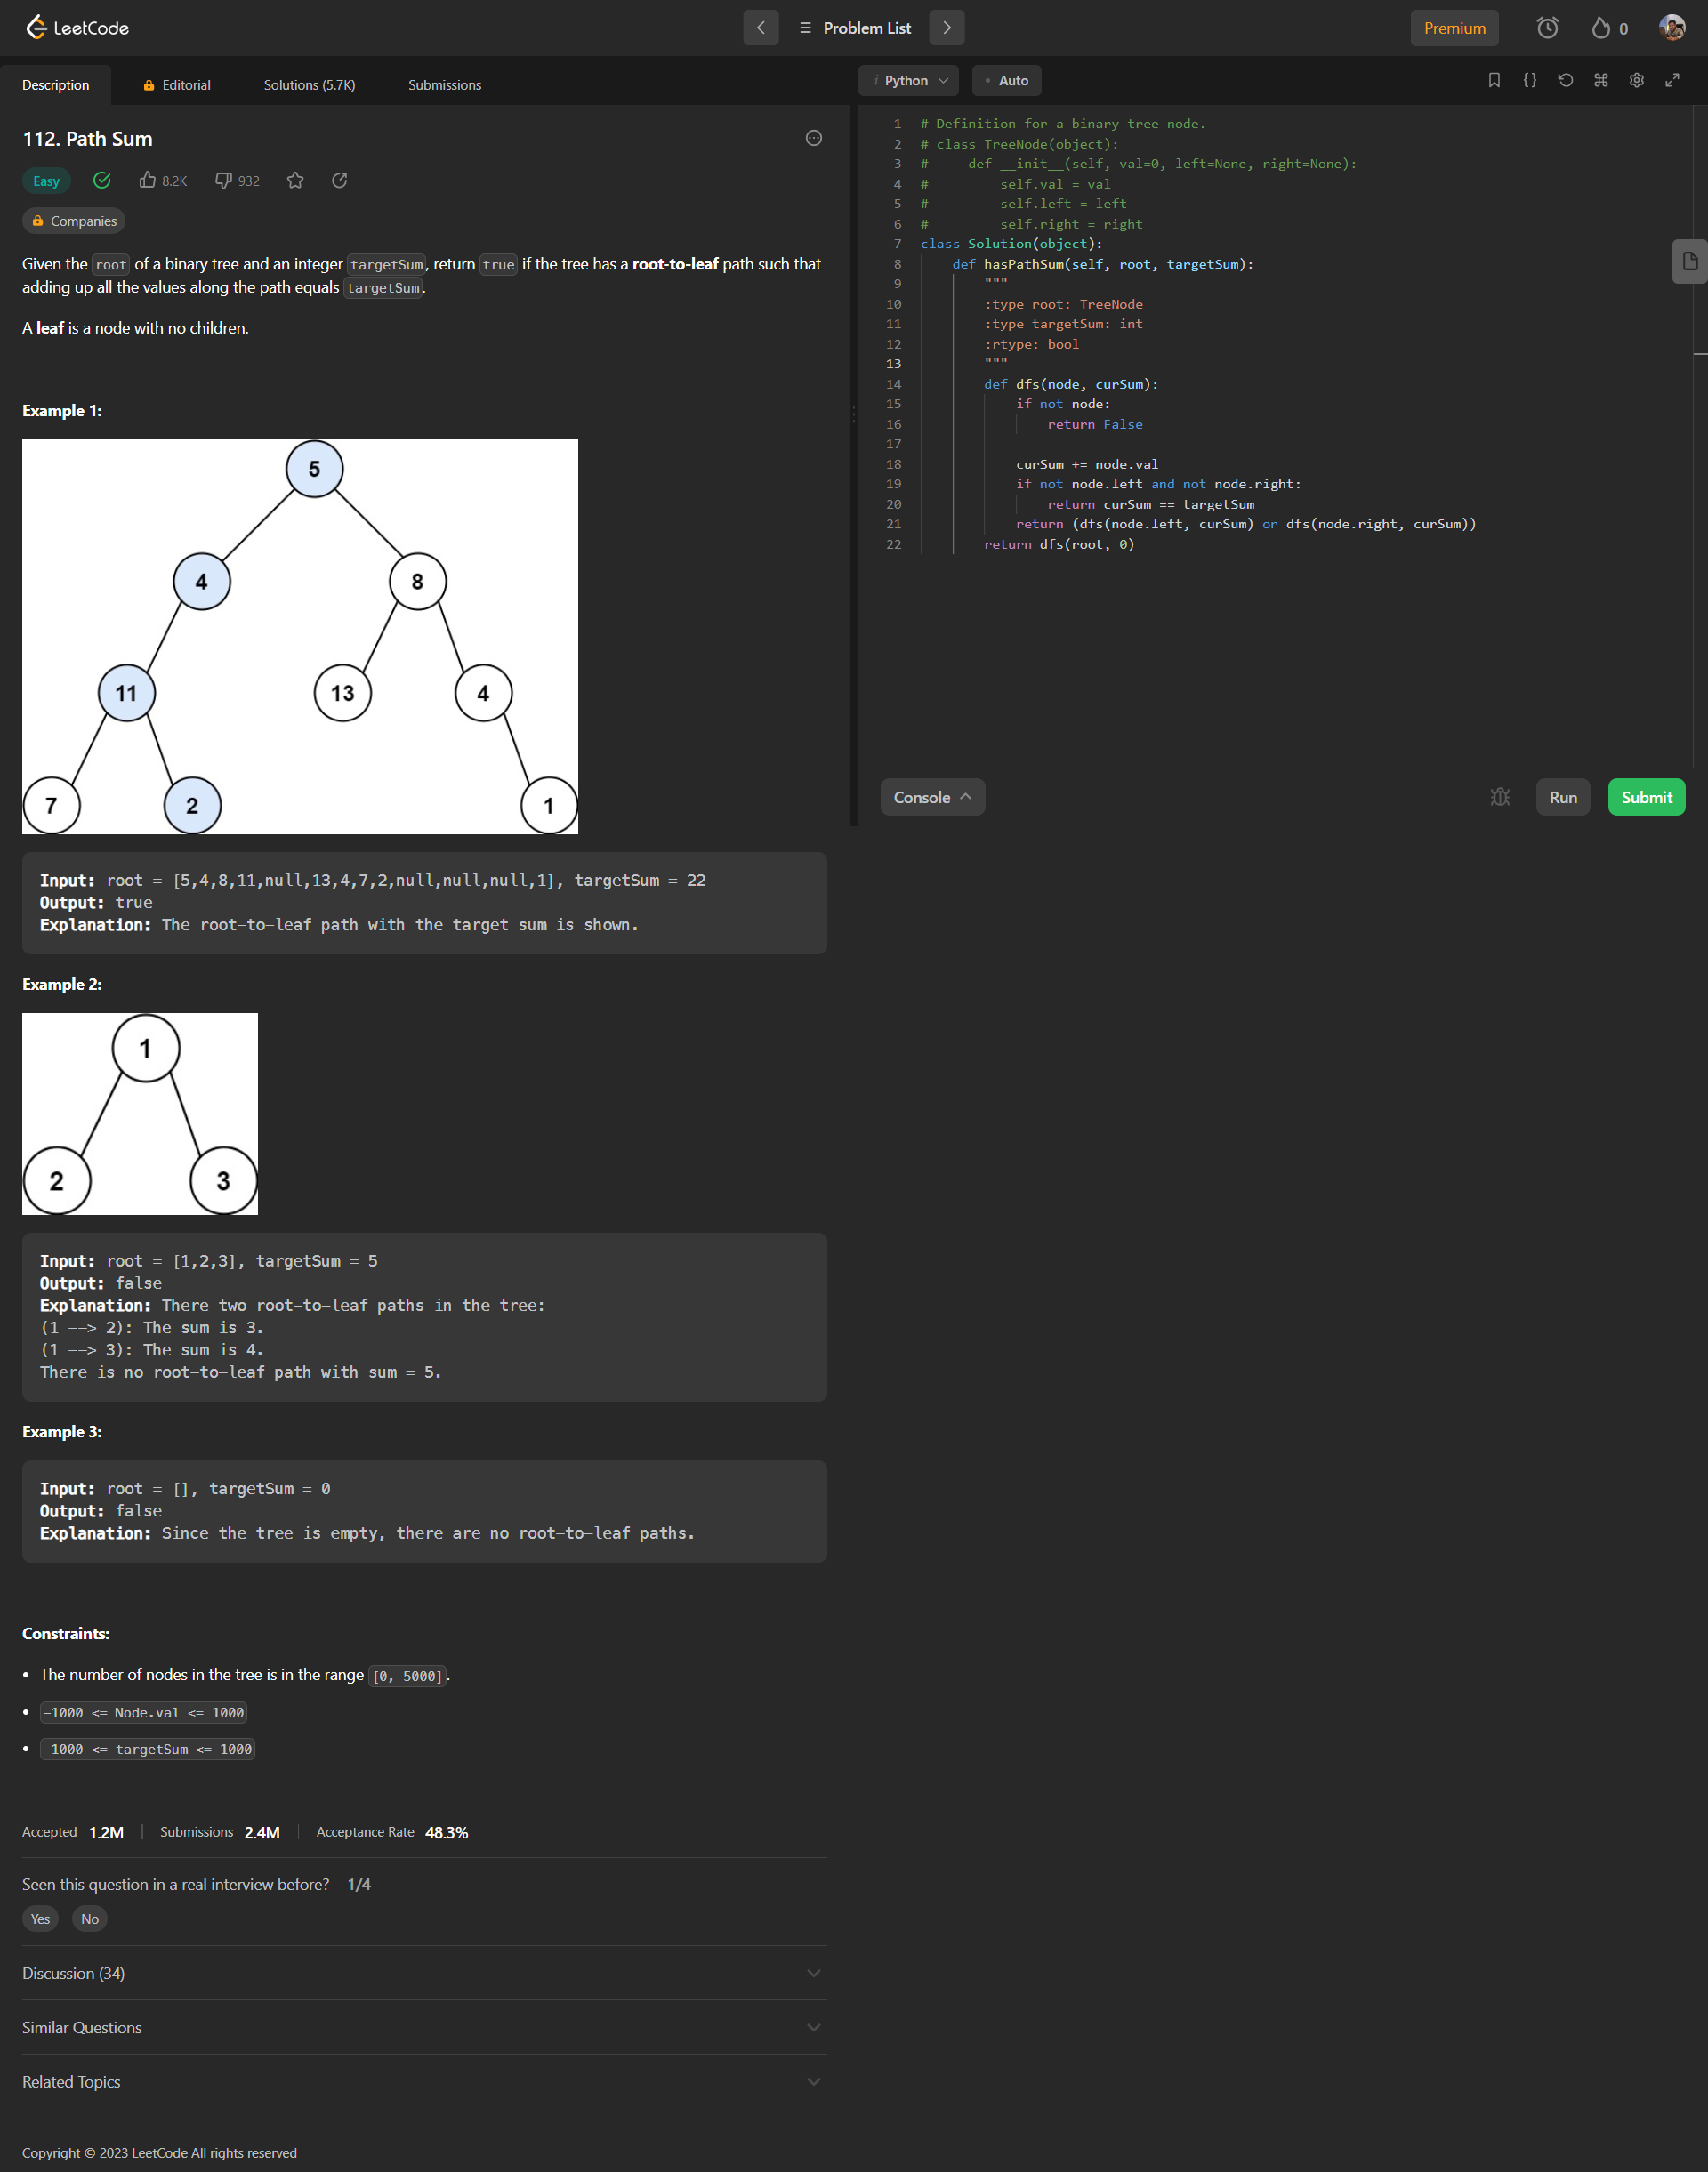 LeetCode
Problem List
Premium
0
Description
Editorial
Solutions (5.7K)
Submissions
112. Path Sum
Easy
8.2K
932
Companies
Given the root of a binary tree and an integer targetSum, return true if the tree has a root-to-leaf path such that
adding up all the values along the path equals targetSum.
A leaf is a node with no children.
Example 1:
5
4
8
11
13
4
7
2
1
Input: root = [5,4,8,11,null,13,4,7,2,null,null,null,1], targetSum = 22
Output: true
Explanation: The root-to-leaf path with the target sum is shown.
Example 2:
1
2
3
Input: root = [1,2,3], targetSum = 5
Output: false
Explanation: There two root-to-leaf paths in the tree:
(1 --> 2): The sum is 3.
(1 --> 3): The sum is 4.
There is no root-to-leaf path with sum = 5.
Example 3:
Input: root = [], targetSum = 0
Output: false
Explanation: Since the tree is empty, there are no root-to-leaf paths.
Constraints:
• The number of nodes in the tree is in the range [0, 5000].
• -1000 <= Node.val <= 1000
• -1000 <= targetSum <= 1000
Accepted 1.2M | Submissions 2.4M | Acceptance Rate 48.3%
Seen this question in a real interview before? 1/4
Yes No
Discussion (34)
Similar Questions
Related Topics
Copyright © 2023 LeetCode All rights reserved
i Python
• Auto
1 # Definition for a binary tree node.
2 # class TreeNode(object):
3 #     def __init__(self, val=0, left=None, right=None):
4 #         self.val = val
5 #         self.left = left
6 #         self.right = right
7 class Solution(object):
8     def hasPathSum(self, root, targetSum):
9         """
10         :type root: TreeNode
11         :type targetSum: int
12         :rtype: bool
13         """
14         def dfs(node, curSum):
15             if not node:
16                 return False
17
18             curSum += node.val
19             if not node.left and not node.right:
20                 return curSum == targetSum
21             return (dfs(node.left, curSum) or dfs(node.right, curSum))
22         return dfs(root, 0)
Console
Run
Submit